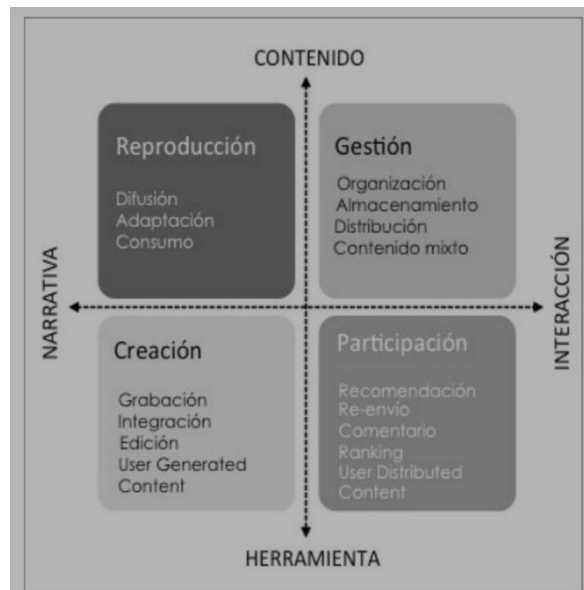 CONTENIDO
Reproducción
Difusión
Adaptación
Consumo
Gestión
Organización
Almacenamiento
Distribución
Contenido mixto
NARRATIVA
INTERACCIÓN
Creación
Grabación
Integración
Edición
User Generated
Content
Participación
Recomendación
Re-envío
Comentario
Ranking
User Distributed
Content
HERRAMIENTA